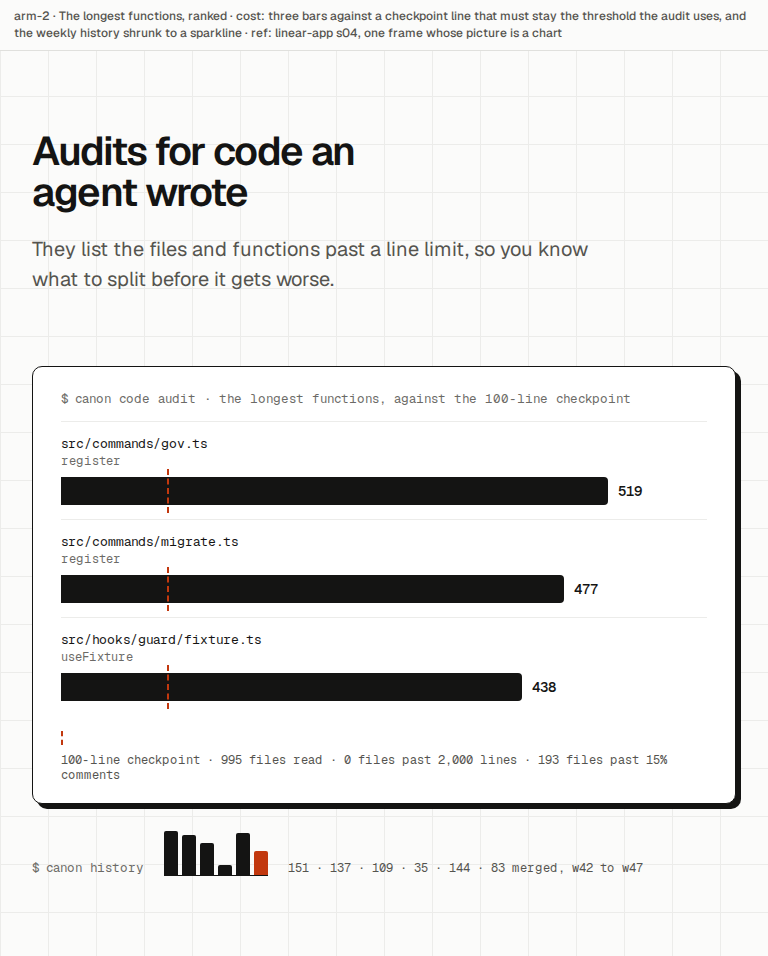 arm-2 · The longest functions, ranked · cost: three bars against a checkpoint line that must stay the threshold the audit uses, and
the weekly history shrunk to a sparkline · ref: linear-app s04, one frame whose picture is a chart
Audits for code an
agent wrote
They list the files and functions past a line limit, so you know
what to split before it gets worse.
$ canon code audit · the longest functions, against the 100-line checkpoint
src/commands/gov.ts
register
519
src/commands/migrate.ts
register
477
src/hooks/guard/fixture.ts
useFixture
438
100-line checkpoint · 995 files read · 0 files past 2,000 lines · 193 files past 15%
comments
$ canon history 151 · 137 · 109 · 35 · 144 · 83 merged, w42 to w47